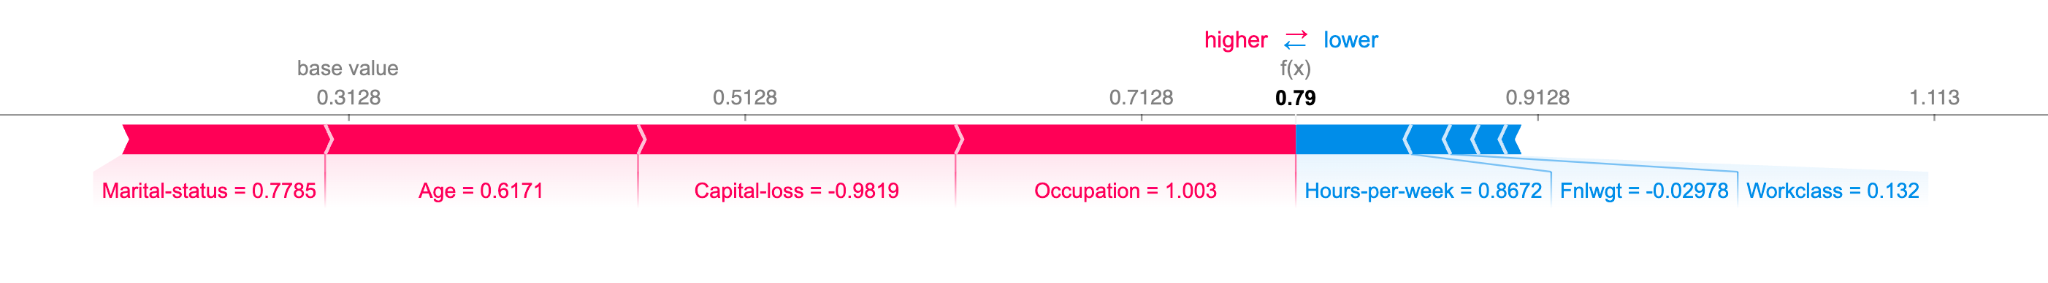 higher ⇄ lower
base value f(x)
0.3128 0.5128 0.7128 0.79 0.9128 1.113
Marital-status = 0.7785 Age = 0.6171 Capital-loss = -0.9819 Occupation = 1.003 Hours-per-week = 0.8672 Fnlwgt = -0.02978 Workclass = 0.132